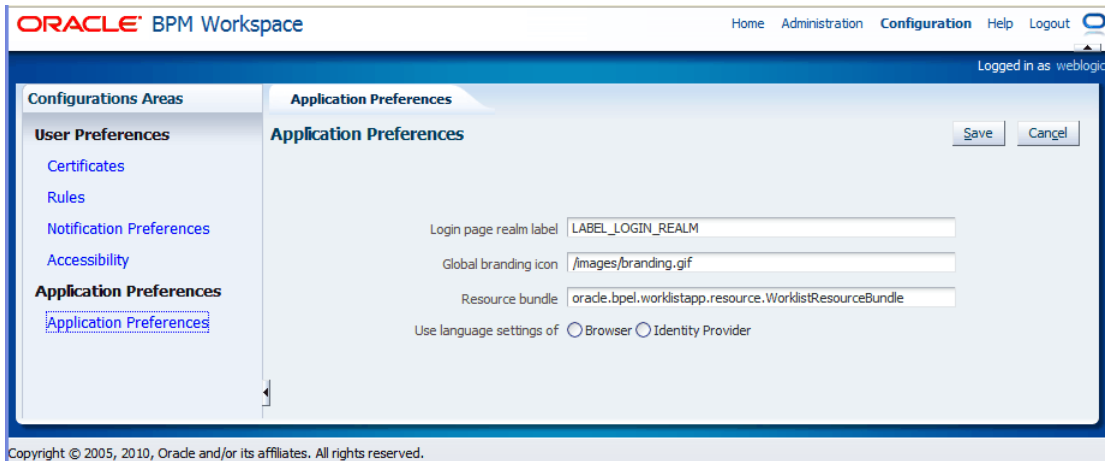 ORACLE BPM Workspace
Home Administration Configuration Help Logout
Logged in as weblogic
Configurations Areas
Application Preferences
User Preferences
Application Preferences
Save Cancel
Certificates
Rules
Notification Preferences
Accessibility
Application Preferences
Application Preferences
Login page realm label LABEL_LOGIN_REALM
Global branding icon /images/branding.gif
Resource bundle oracle.bpel.worklistapp.resource.WorklistResourceBundle
Use language settings of Browser Identity Provider
Copyright © 2005, 2010, Oracle and/or its affiliates. All rights reserved.